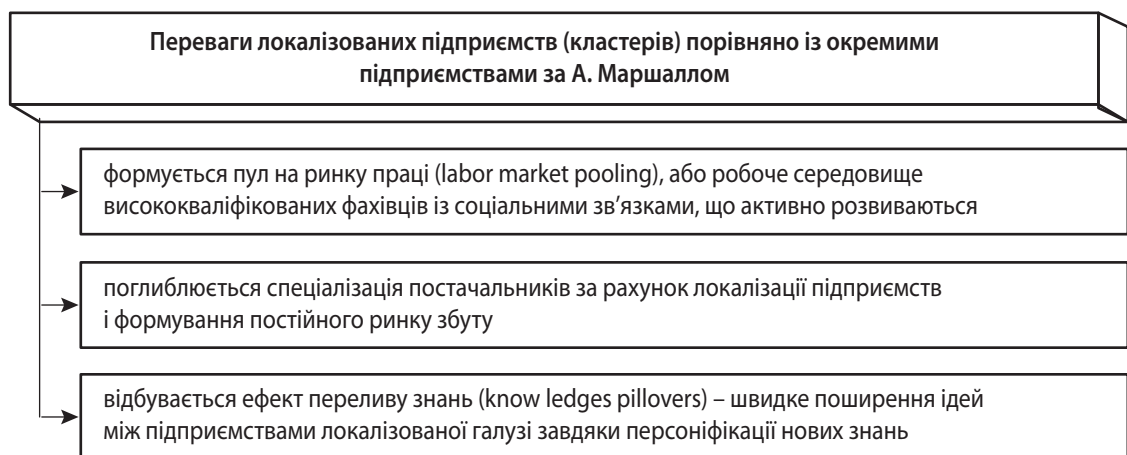 Переваги локалізованих підприємств (кластерів) порівняно із окремими
підприємствами за А. Маршаллом
формується пул на ринку праці (labor market pooling), або робоче середовище
висококваліфікованих фахівців із соціальними зв’язками, що активно розвиваються
поглиблюється спеціалізація постачальників за рахунок локалізації підприємств
і формування постійного ринку збуту
відбувається ефект переливу знань (know ledges pillovers) – швидке поширення ідей
між підприємствами локалізованої галузі завдяки персоніфікації нових знань